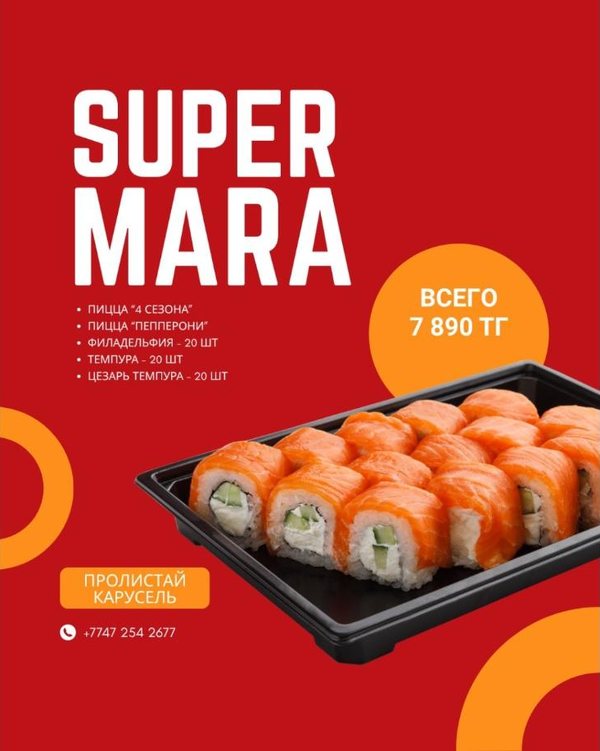 SUPER
MARA
• ПИЦЦА "4 СЕЗОНА"
• ПИЦЦА "ПЕППЕРОНИ"
• ФИЛАДЕЛЬФИЯ - 20 ШТ
• ТЕМПУРА - 20 ШТ
• ЦЕЗАРЬ ТЕМПУРА - 20 ШТ
ВСЕГО
7 890 ТГ
ПРОЛИСТАЙ
КАРУСЕЛЬ
+7747 254 2677